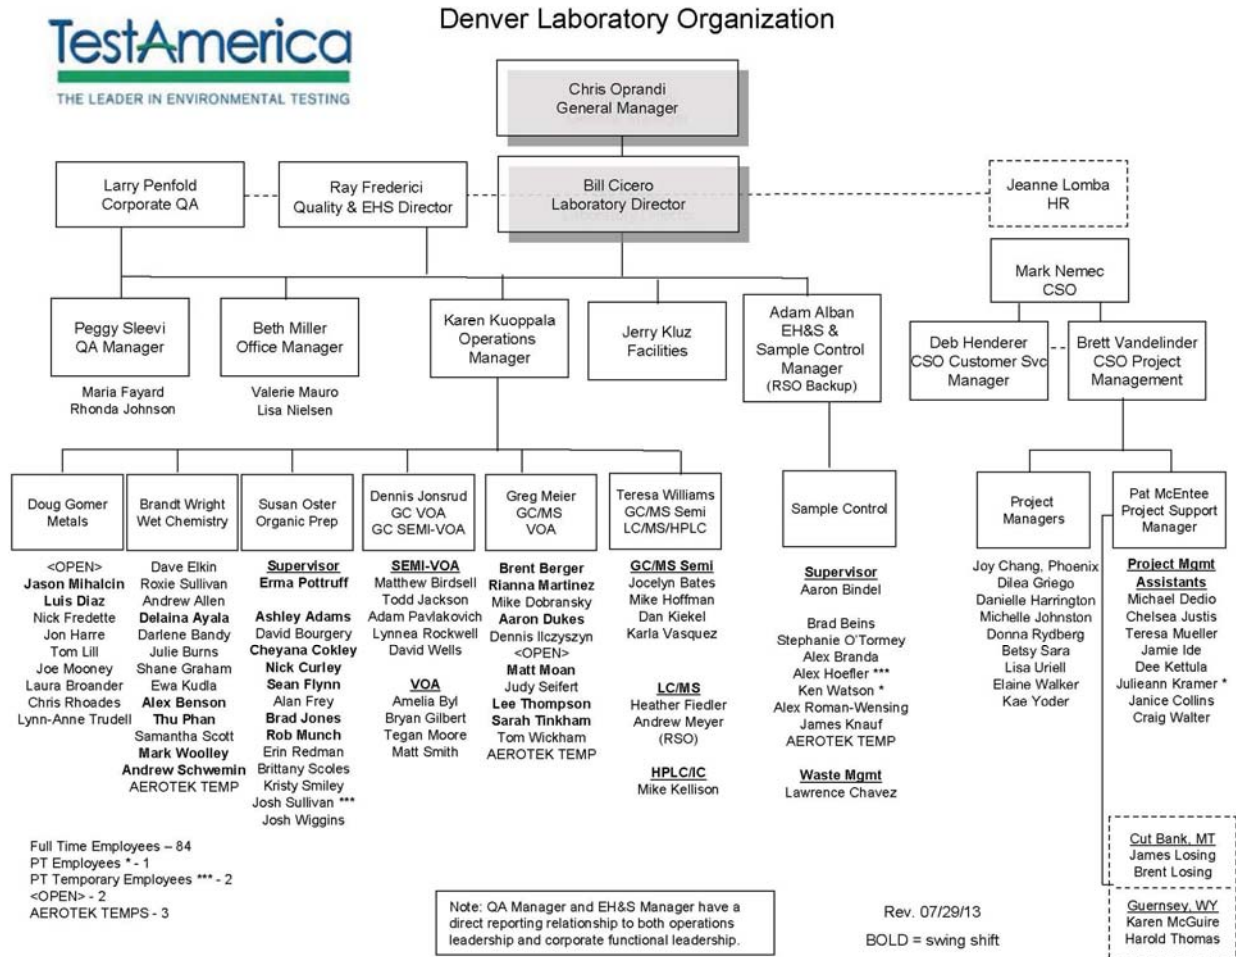 Denver Laboratory Organization
TestAmerica
THE LEADER IN ENVIRONMENTAL TESTING
Chris Oprandi
General Manager
Larry Penfold
Corporate QA
Ray Frederici
Quality & EHS Director
Bill Cicero
Laboratory Director
Jeanne Lomba
HR
Mark Nemec
CSO
Peggy Sleevi
QA Manager
Maria Fayard
Rhonda Johnson
Beth Miller
Office Manager
Valerie Mauro
Lisa Nielsen
Karen Kuoppala
Operations
Manager
Jerry Kluz
Facilities
Adam Alban
EH&S &
Sample Control
Manager
(RSO Backup)
Deb Henderer
CSO Customer Svc
Manager
Brett Vandelinder
CSO Project
Management
Doug Gomer
Metals
<OPEN>
Jason Mihalcin
Luis Diaz
Nick Fredette
Jon Harre
Tom Lill
Joe Mooney
Laura Broander
Chris Rhoades
Lynn-Anne Trudell
Brandt Wright
Wet Chemistry
Dave Elkin
Roxie Sullivan
Andrew Allen
Delaina Ayala
Darlene Bandy
Julie Burns
Shane Graham
Ewa Kudla
Alex Benson
Thu Phan
Samantha Scott
Mark Woolley
Andrew Schwemin
AEROTEK TEMP
Susan Oster
Organic Prep
Supervisor
Erma Pottruff
Ashley Adams
David Bourgery
Cheyana Cokley
Nick Curley
Sean Flynn
Alan Frey
Brad Jones
Rob Munch
Erin Redman
Brittany Scoles
Kristy Smiley
Josh Sullivan ***
Josh Wiggins
Dennis Jonsrud
GC VOA
GC SEMI-VOA
SEMI-VOA
Matthew Birdsell
Todd Jackson
Adam Pavlakovich
Lynnea Rockwell
David Wells
VOA
Amelia Byl
Bryan Gilbert
Tegan Moore
Matt Smith
Greg Meier
GC/MS
VOA
Brent Berger
Rianna Martinez
Mike Dobransky
Aaron Dukes
Dennis Ilczyszyn
<OPEN>
Matt Moan
Judy Seifert
Lee Thompson
Sarah Tinkham
Tom Wickham
AEROTEK TEMP
Teresa Williams
GC/MS Semi
LC/MS/HPLC
GC/MS Semi
Jocelyn Bates
Mike Hoffman
Dan Kiekel
Karla Vasquez
LC/MS
Heather Fiedler
Andrew Meyer
(RSO)
HPLC/IC
Mike Kellison
Sample Control
Supervisor
Aaron Bindel
Brad Beins
Stephanie O'Tormey
Alex Branda
Alex Hoefler ***
Ken Watson *
Alex Roman-Wensing
James Knauf
AEROTEK TEMP
Waste Mgmt
Lawrence Chavez
Project
Managers
Joy Chang, Phoenix
Dilea Griego
Danielle Harrington
Michelle Johnston
Donna Rydberg
Betsy Sara
Lisa Uriell
Elaine Walker
Kae Yoder
Pat McEntee
Project Support
Manager
Project Mgmt
Assistants
Michael Dedio
Chelsea Justis
Teresa Mueller
Jamie Ide
Dee Kettula
Julieann Kramer *
Janice Collins
Craig Walter
Cut Bank, MT
James Losing
Brent Losing
Guernsey, WY
Karen McGuire
Harold Thomas
Full Time Employees – 84
PT Employees * - 1
PT Temporary Employees *** - 2
<OPEN> - 2
AEROTEK TEMPS - 3
Note: QA Manager and EH&S Manager have a
direct reporting relationship to both operations
leadership and corporate functional leadership.
Rev. 07/29/13
BOLD = swing shift